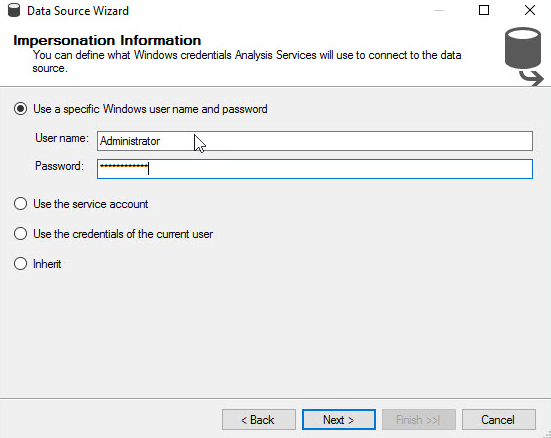 Data Source Wizard
Impersonation Information
You can define what Windows credentials Analysis Services will use to connect to the data
source.
Use a specific Windows user name and password
User name: Administrator
Password: ************
Use the service account
Use the credentials of the current user
Inherit
< Back Next > Finish >>| Cancel